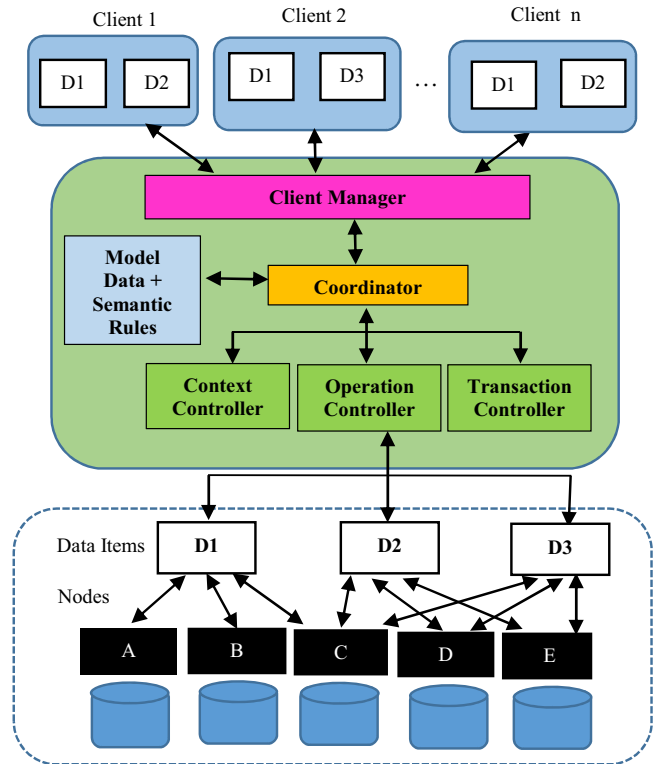 Client 1
Client 2
Client n
D1
D2
D1
D3
...
D1
D2
Client Manager
Model
Data +
Semantic
Rules
Coordinator
Context
Controller
Operation
Controller
Transaction
Controller
Data Items
D1
D2
D3
Nodes
A
B
C
D
E